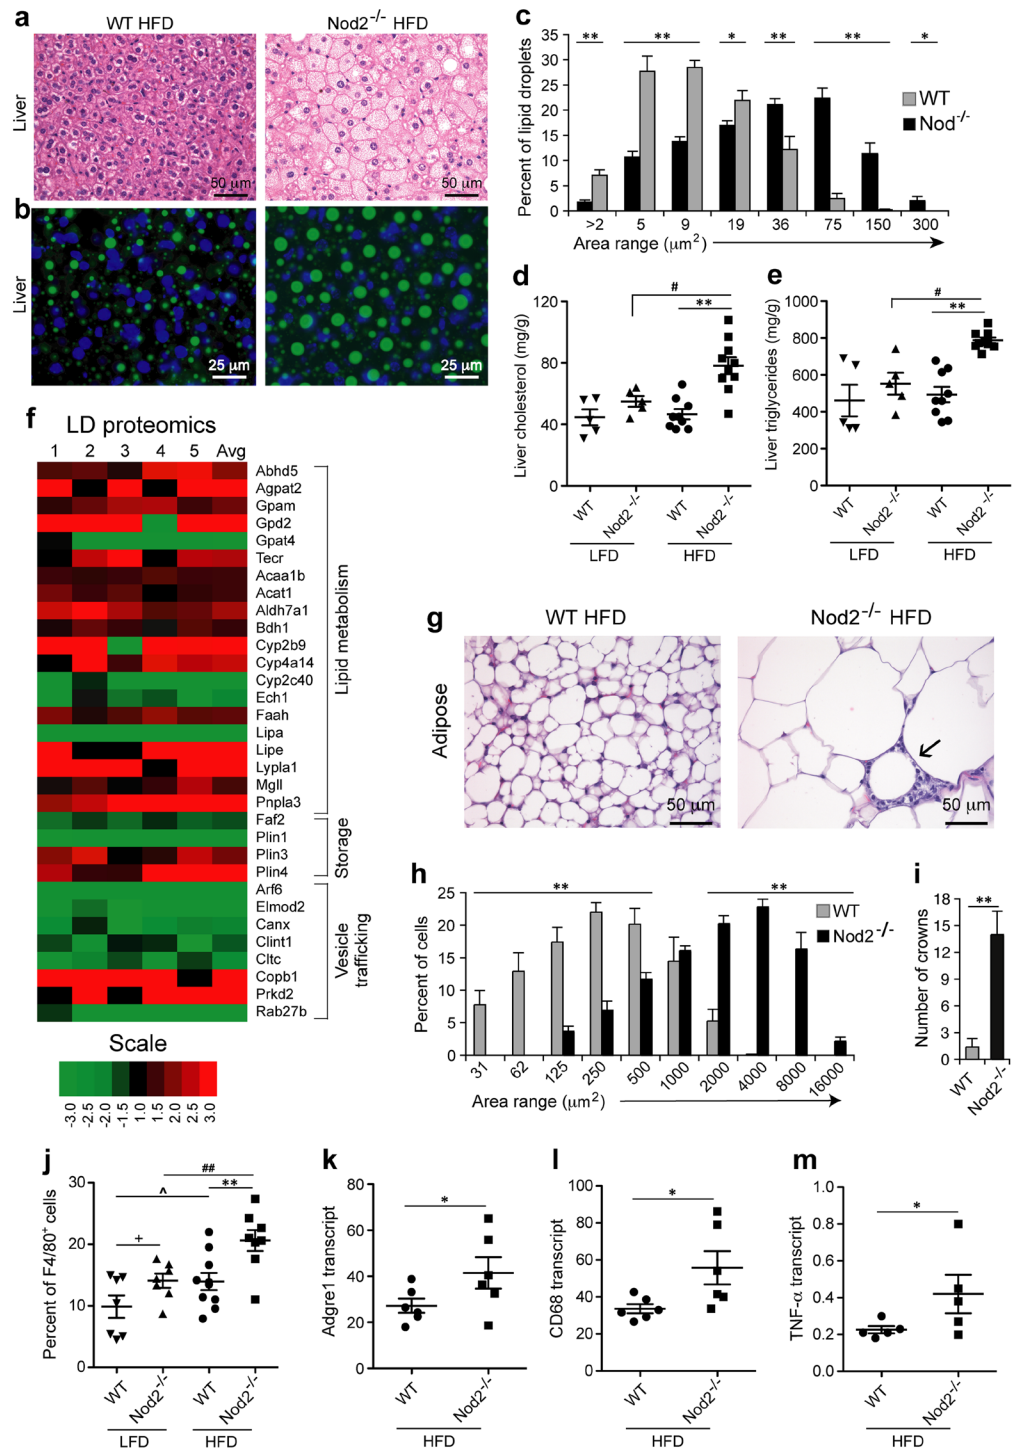 a
WT HFD
Nod2⁻/⁻ HFD
Liver
50 μm
50 μm
b
Liver
25 μm
25 μm
c
Percent of lipid droplets
35
30
25
20
15
10
5
0
** ** * ** ** *
WT
Nod⁻/⁻
>2 5 9 19 36 75 150 300
Area range (μm²)
d
Liver cholesterol (mg/g)
120
80
40
0
#
**
WT Nod2⁻/⁻ WT Nod2⁻/⁻
LFD HFD
e
Liver triglycerides (mg/g)
1000
800
600
400
200
0
#
**
WT Nod2⁻/⁻ WT Nod2⁻/⁻
LFD HFD
f
LD proteomics
1 2 3 4 5 Avg
Abhd5
Agpat2
Gpam
Gpd2
Gpat4
Tecr
Acaa1b
Acat1
Aldh7a1
Bdh1
Cyp2b9
Cyp4a14
Cyp2c40
Ech1
Faah
Lipa
Lipe
Lypla1
Mgll
Pnpla3
Faf2
Plin1
Plin3
Plin4
Arf6
Elmod2
Canx
Clint1
Cltc
Copb1
Prkd2
Rab27b
Lipid metabolism
Storage
Vesicle
trafficking
Scale
-3.0 -2.5 -2.0 -1.5 1.0 1.5 2.0 2.5 3.0
g
WT HFD
Nod2⁻/⁻ HFD
Adipose
50 μm
50 μm
h
Percent of cells
25
20
15
10
5
0
** **
WT
Nod2⁻/⁻
31 62 125 250 500 1000 2000 4000 8000 16000
Area range (μm²)
i
Number of crowns
18
15
12
9
6
3
0
**
WT Nod2⁻/⁻
j
Percent of F4/80⁺ cells
30
20
10
0
##
^ **
+
WT Nod2⁻/⁻ WT Nod2⁻/⁻
LFD HFD
k
Adgre1 transcript
80
60
40
20
0
*
WT Nod2⁻/⁻
HFD
l
CD68 transcript
100
80
60
40
20
0
*
WT Nod2⁻/⁻
HFD
m
TNF-α transcript
1.0
0.8
0.6
0.4
0.2
0.0
*
WT Nod2⁻/⁻
HFD